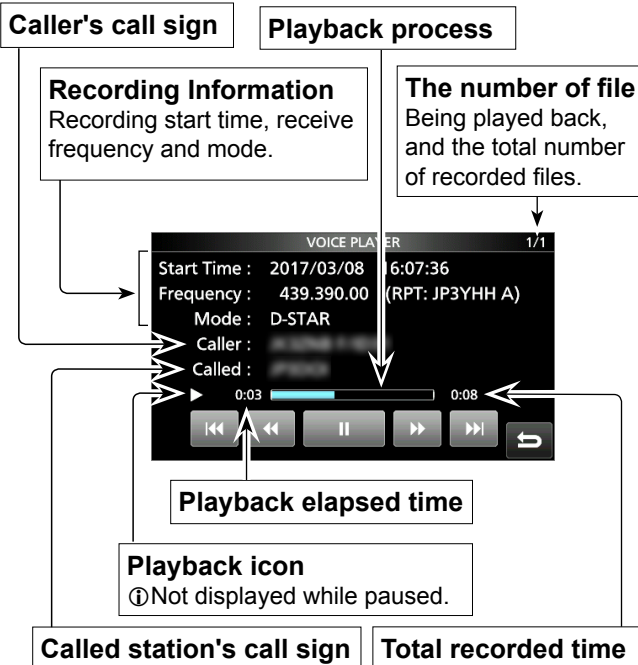 Caller's call sign
Playback process
Recording Information
Recording start time, receive
frequency and mode.
The number of file
Being played back,
and the total number
of recorded files.
VOICE PLAYER 1/1
Start Time : 2017/03/08 16:07:36
Frequency : 439.390.00 (RPT: JP3YHH A)
Mode : D-STAR
Caller :
Called :
0:03 0:08
Playback elapsed time
Playback icon
ⓘNot displayed while paused.
Called station's call sign
Total recorded time